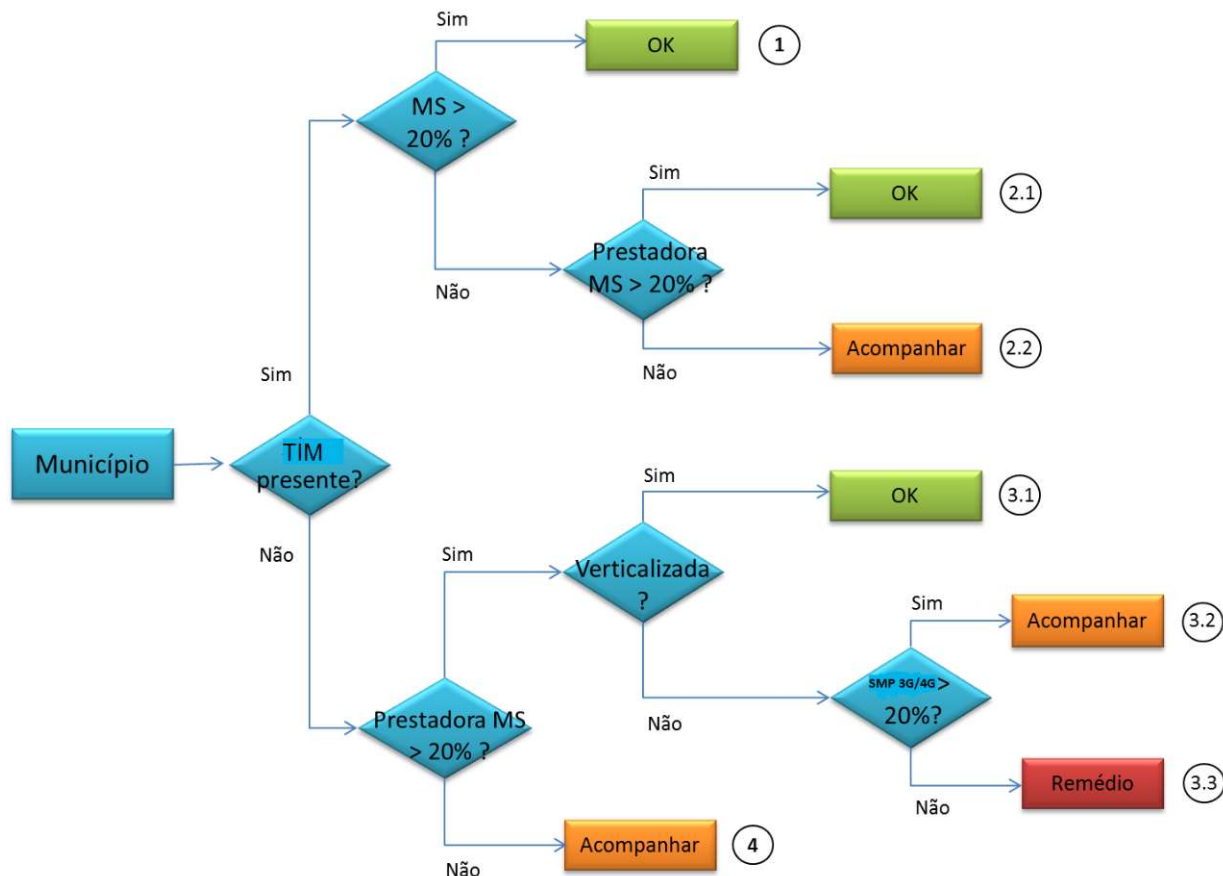 Sim
OK
1
MS >
20% ?
Sim
OK
2.1
Prestadora
MS > 20% ?
Não
Acompanhar
2.2
Não
Sim
Município
TIM
presente?
Sim
OK
3.1
Não
Sim
Verticalizada
?
Sim
Acompanhar
3.2
SMP 3G/4G >
20%?
Não
Prestadora MS
> 20% ?
Remédio
3.3
Não
Acompanhar
4
Não